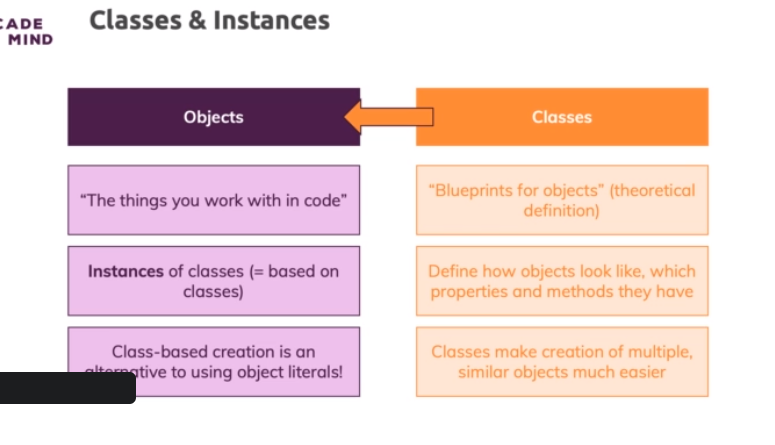 CADE
MIND
Classes & Instances
Objects
Classes
“The things you work with in code”
“Blueprints for objects” (theoretical
definition)
Instances of classes (= based on
classes)
Define how objects look like, which
properties and methods they have
Class-based creation is an
alternative to using object literals!
Classes make creation of multiple,
similar objects much easier